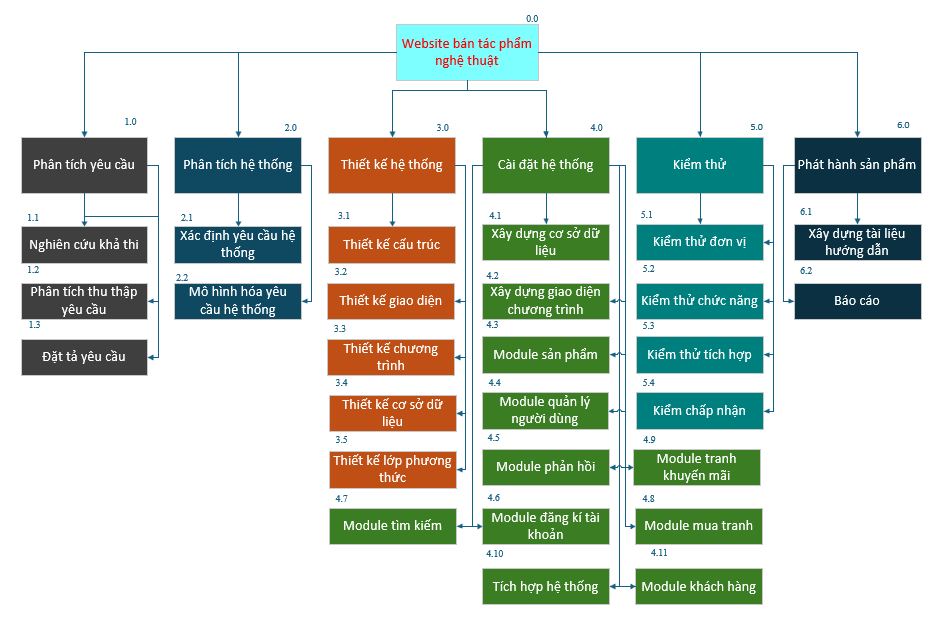 0.0
Website bán tác phẩm
nghệ thuật
1.0
Phân tích yêu cầu
1.1
Nghiên cứu khả thi
1.2
Phân tích thu thập
yêu cầu
1.3
Đặt tả yêu cầu
2.0
Phân tích hệ thống
2.1
Xác định yêu cầu hệ
thống
2.2
Mô hình hóa yêu
cầu hệ thống
3.0
Thiết kế hệ thống
3.1
Thiết kế cấu trúc
3.2
Thiết kế giao diện
3.3
Thiết kế chương
trình
3.4
Thiết kế cơ sở dữ
liệu
3.5
Thiết kế lớp phương
thức
4.0
Cài đặt hệ thống
4.1
Xây dựng cơ sở dữ
liệu
4.2
Xây dựng giao diện
chương trình
4.3
Module sản phẩm
4.4
Module quản lý
người dùng
4.5
Module phản hồi
4.6
Module đăng kí tài
khoản
4.7
Module tìm kiếm
4.8
Module mua tranh
4.9
Module tranh
khuyến mãi
4.10
Tích hợp hệ thống
4.11
Module khách hàng
5.0
Kiểm thử
5.1
Kiểm thử đơn vị
5.2
Kiểm thử chức năng
5.3
Kiểm thử tích hợp
5.4
Kiểm chấp nhận
6.0
Phát hành sản phẩm
6.1
Xây dựng tài liệu
hướng dẫn
6.2
Báo cáo